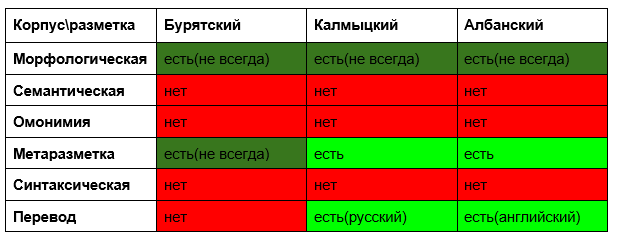 Корпус\разметка Бурятский Калмыцкий Албанский
Морфологическая есть(не всегда) есть(не всегда) есть(не всегда)
Семантическая нет нет нет
Омонимия нет нет нет
Метаразметка есть(не всегда) есть есть
Синтаксическая нет нет нет
Перевод нет есть(русский) есть(английский)